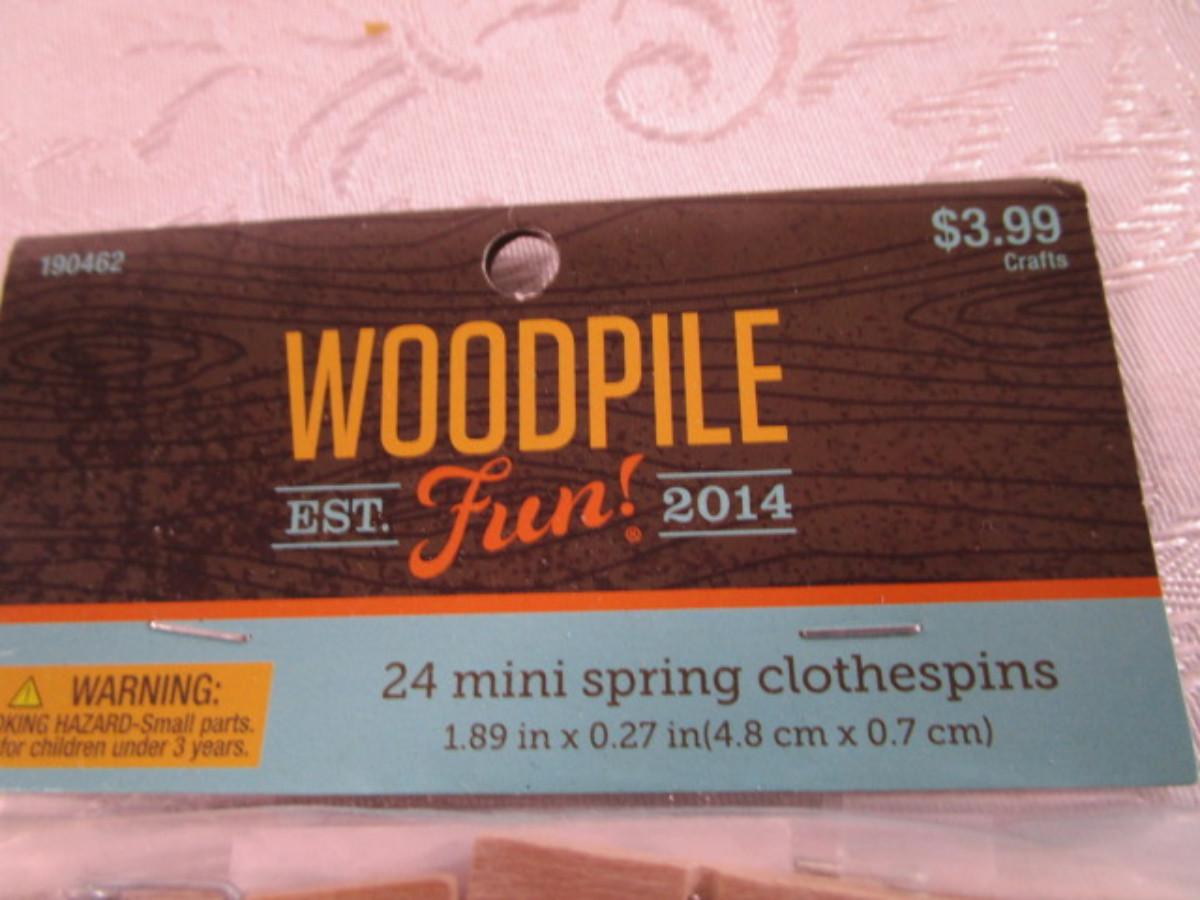 190462
$3.99
Crafts
WOODPILE
EST. Fun!® 2014
WARNING:
HAZARD-Small parts.
for children under 3 years.
24 mini spring clothespins
1.89 in x 0.27 in(4.8 cm x 0.7 cm)